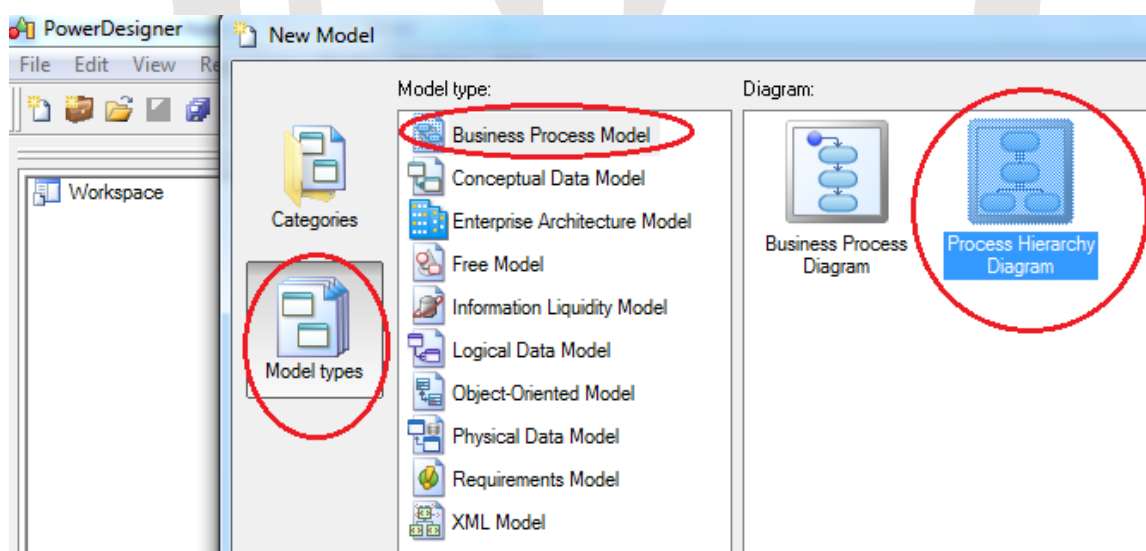 PowerDesigner
New Model
File Edit View Re
Model type:
Diagram:
Business Process Model
Conceptual Data Model
Enterprise Architecture Model
Free Model
Information Liquidity Model
Logical Data Model
Object-Oriented Model
Physical Data Model
Requirements Model
XML Model
Workspace
Categories
Model types
Business Process
Diagram
Process Hierarchy
Diagram